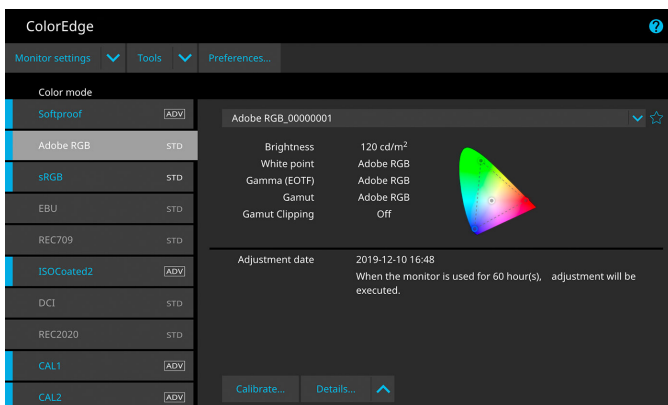 ColorEdge
?
Monitor settings Tools Preferences...
Color mode
Softproof ADV
Adobe RGB STD
sRGB STD
EBU STD
REC709 STD
ISOCoated2 ADV
DCI STD
REC2020 STD
CAL1 ADV
CAL2 ADV
Adobe RGB_00000001
Brightness 120 cd/m²
White point Adobe RGB
Gamma (EOTF) Adobe RGB
Gamut Adobe RGB
Gamut Clipping Off
Adjustment date 2019-12-10 16:48
When the monitor is used for 60 hour(s), adjustment will be
executed.
Calibrate... Details...